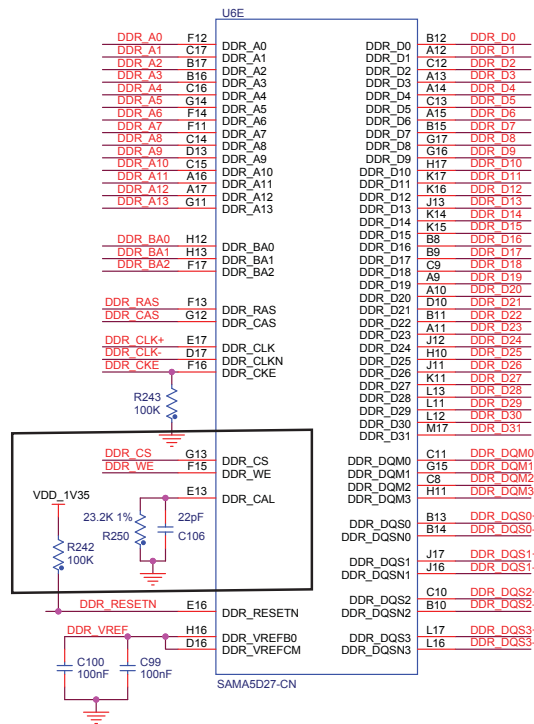 U6E
DDR_A0 F12 DDR_A0
DDR_A1 C17 DDR_A1
DDR_A2 B17 DDR_A2
DDR_A3 B16 DDR_A3
DDR_A4 C16 DDR_A4
DDR_A5 G14 DDR_A5
DDR_A6 F14 DDR_A6
DDR_A7 F11 DDR_A7
DDR_A8 C14 DDR_A8
DDR_A9 D13 DDR_A9
DDR_A10 C15 DDR_A10
DDR_A11 A16 DDR_A11
DDR_A12 A17 DDR_A12
DDR_A13 G11 DDR_A13
DDR_BA0 H12 DDR_BA0
DDR_BA1 H13 DDR_BA1
DDR_BA2 F17 DDR_BA2
DDR_RAS F13 DDR_RAS
DDR_CAS G12 DDR_CAS
DDR_CLK+ E17 DDR_CLK
DDR_CLK- D17 DDR_CLKN
DDR_CKE F16 DDR_CKE
R243
100K
DDR_CS G13 DDR_CS
DDR_WE F15 DDR_WE
E13 DDR_CAL
VDD_1V35
23.2K 1%
R250
22pF
C106
R242
100K
DDR_RESETN E16 DDR_RESETN
DDR_VREF H16 DDR_VREFB0
D16 DDR_VREFCM
C100
100nF
C99
100nF
DDR_D0 B12 DDR_D0
DDR_D1 A12 DDR_D1
DDR_D2 C12 DDR_D2
DDR_D3 A13 DDR_D3
DDR_D4 A14 DDR_D4
DDR_D5 C13 DDR_D5
DDR_D6 A15 DDR_D6
DDR_D7 B15 DDR_D7
DDR_D8 G17 DDR_D8
DDR_D9 G16 DDR_D9
DDR_D10 H17 DDR_D10
DDR_D11 K17 DDR_D11
DDR_D12 K16 DDR_D12
DDR_D13 J13 DDR_D13
DDR_D14 K14 DDR_D14
DDR_D15 K15 DDR_D15
DDR_D16 B8 DDR_D16
DDR_D17 B9 DDR_D17
DDR_D18 C9 DDR_D18
DDR_D19 A9 DDR_D19
DDR_D20 A10 DDR_D20
DDR_D21 D10 DDR_D21
DDR_D22 B11 DDR_D22
DDR_D23 A11 DDR_D23
DDR_D24 J12 DDR_D24
DDR_D25 H10 DDR_D25
DDR_D26 J11 DDR_D26
DDR_D27 K11 DDR_D27
DDR_D28 L13 DDR_D28
DDR_D29 L11 DDR_D29
DDR_D30 L12 DDR_D30
DDR_D31 M17 DDR_D31
DDR_DQM0 C11 DDR_DQM0
DDR_DQM1 G15 DDR_DQM1
DDR_DQM2 C8 DDR_DQM2
DDR_DQM3 H11 DDR_DQM3
DDR_DQS0 B13 DDR_DQS0-
DDR_DQSN0 B14 DDR_DQS0-
DDR_DQS1 J17 DDR_DQS1-
DDR_DQSN1 J16 DDR_DQS1-
DDR_DQS2 C10 DDR_DQS2-
DDR_DQSN2 B10 DDR_DQS2-
DDR_DQS3 L17 DDR_DQS3-
DDR_DQSN3 L16 DDR_DQS3-
SAMA5D27-CN